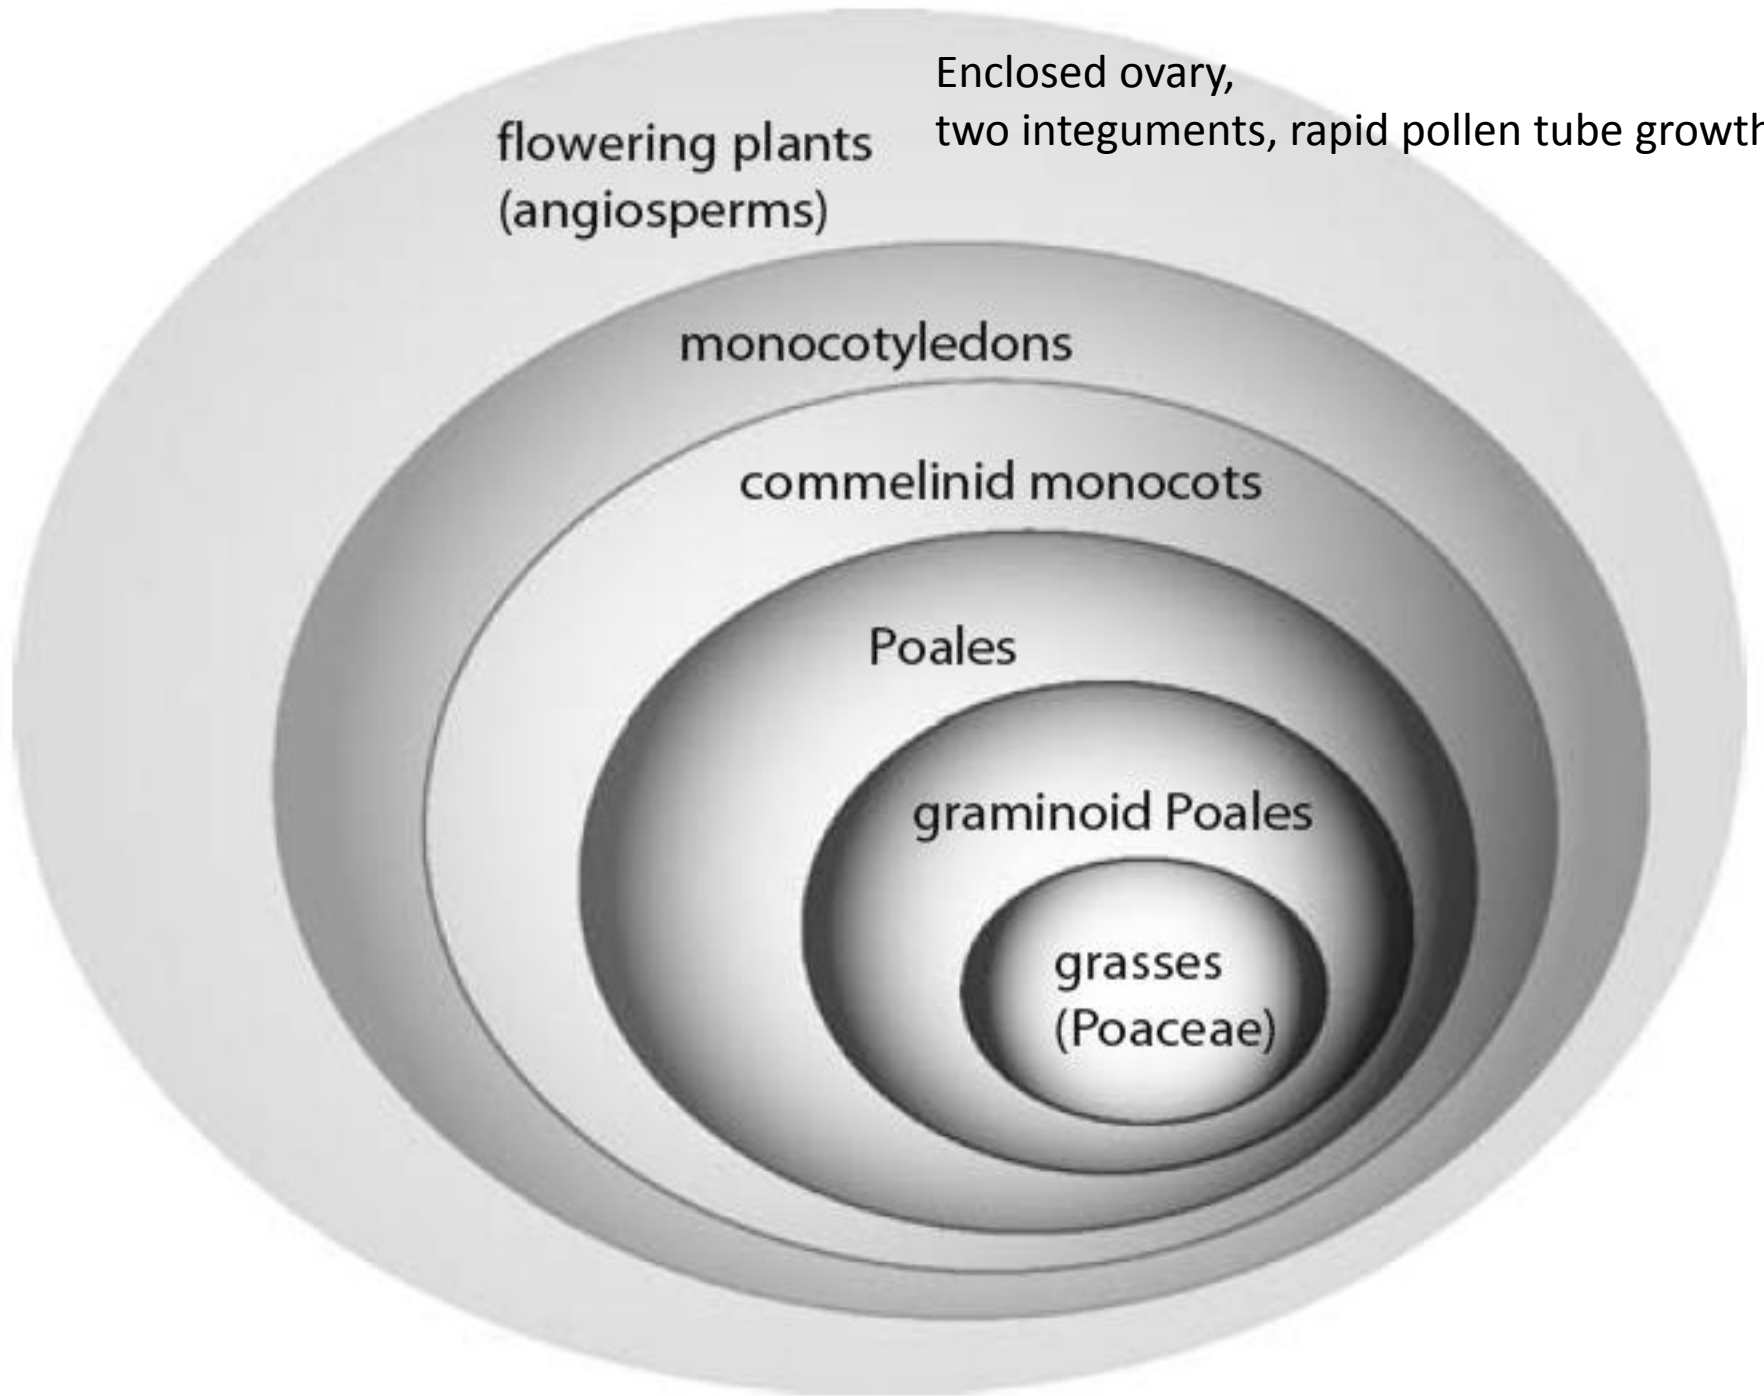 Enclosed ovary,
two integuments, rapid pollen tube growth
flowering plants
(angiosperms)
monocotyledons
commelinid monocots
Poales
graminoid Poales
grasses
(Poaceae)